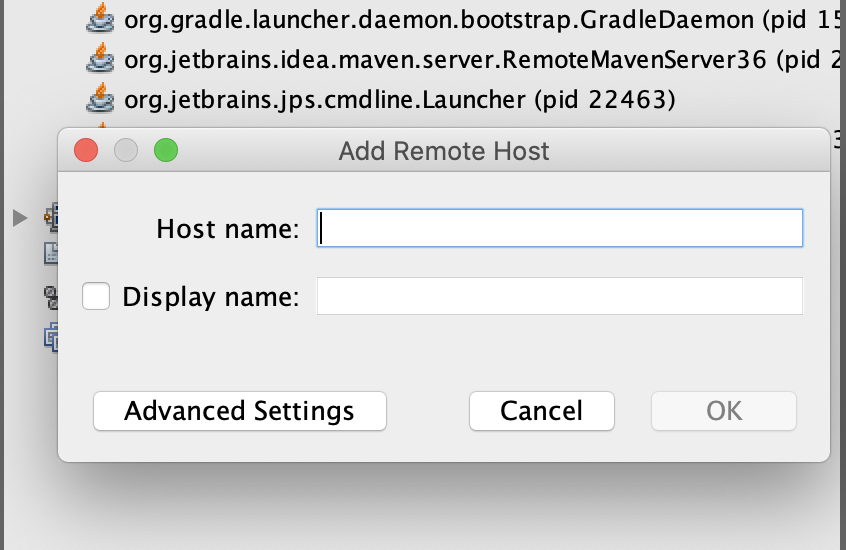 org.gradle.launcher.daemon.bootstrap.GradleDaemon (pid 15
org.jetbrains.idea.maven.server.RemoteMavenServer36 (pid 2
org.jetbrains.jps.cmdline.Launcher (pid 22463)
Add Remote Host
Host name:
Display name:
Advanced Settings
Cancel
OK